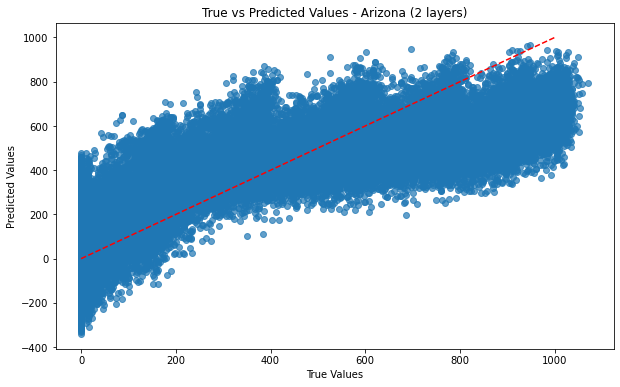 True vs Predicted Values - Arizona (2 layers)
1000
800
600
400
200
0
−200
−400
Predicted Values
0 200 400 600 800 1000
True Values